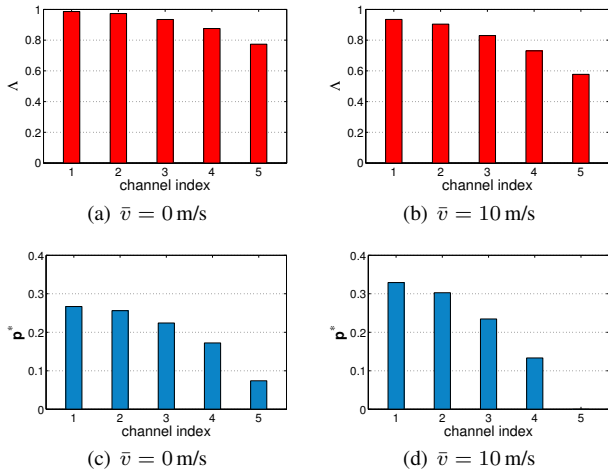 1
0.8
0.6
0.4
0.2
0
Λ
1 2 3 4 5
channel index
(a) v̄ = 0 m/s
1
0.8
0.6
0.4
0.2
0
Λ
1 2 3 4 5
channel index
(b) v̄ = 10 m/s
0.4
0.3
0.2
0.1
0
p*
1 2 3 4 5
channel index
(c) v̄ = 0 m/s
0.4
0.3
0.2
0.1
0
p*
1 2 3 4 5
channel index
(d) v̄ = 10 m/s